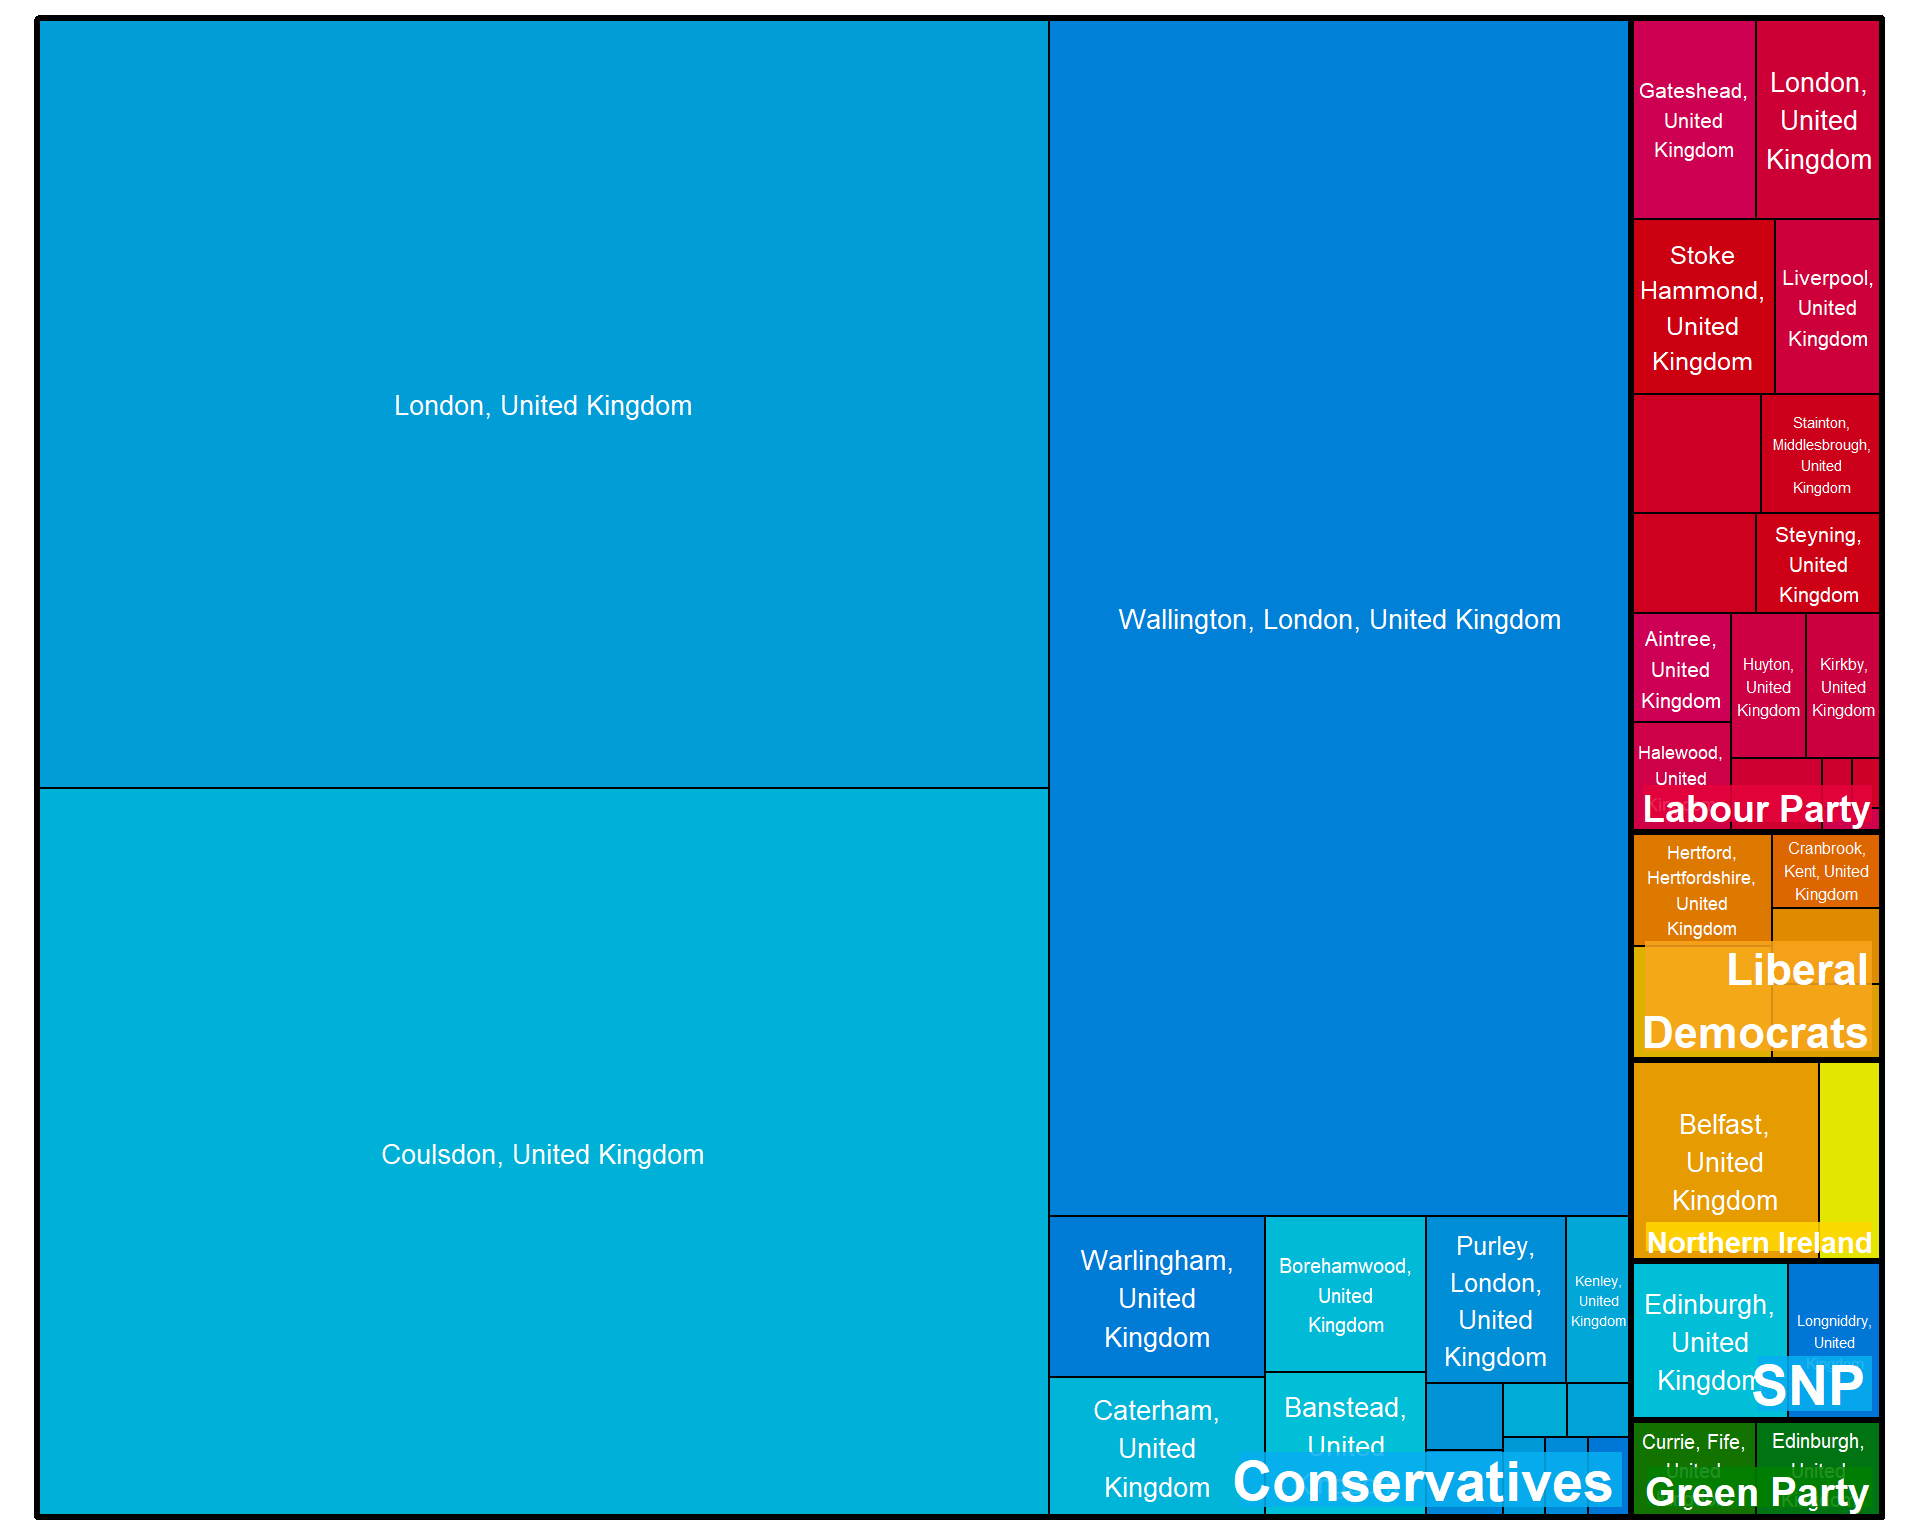 London, United Kingdom
Coulsdon, United Kingdom
Wallington, London, United Kingdom
Warlingham,
United
Kingdom
Caterham,
United
Kingdom
Borehamwood,
United
Kingdom
Banstead,
United
Purley,
London,
United
Kingdom
Kenley,
United
Kingdom
Conservatives
Gateshead,
United
Kingdom
London,
United
Kingdom
Stoke
Hammond,
United
Kingdom
Liverpool,
United
Kingdom
Stainton,
Middlesbrough,
United
Kingdom
Steyning,
United
Kingdom
Aintree,
United
Kingdom
Huyton,
United
Kingdom
Kirkby,
United
Kingdom
Halewood,
United
Kingdom
Labour Party
Hertford,
Hertfordshire,
United
Kingdom
Cranbrook,
Kent, United
Kingdom
Liberal
Democrats
Belfast,
United
Kingdom
Northern Ireland
Edinburgh,
United
Kingdom
Longniddry,
United
Kingdom
SNP
Currie, Fife,
United
Edinburgh,
United
Green Party